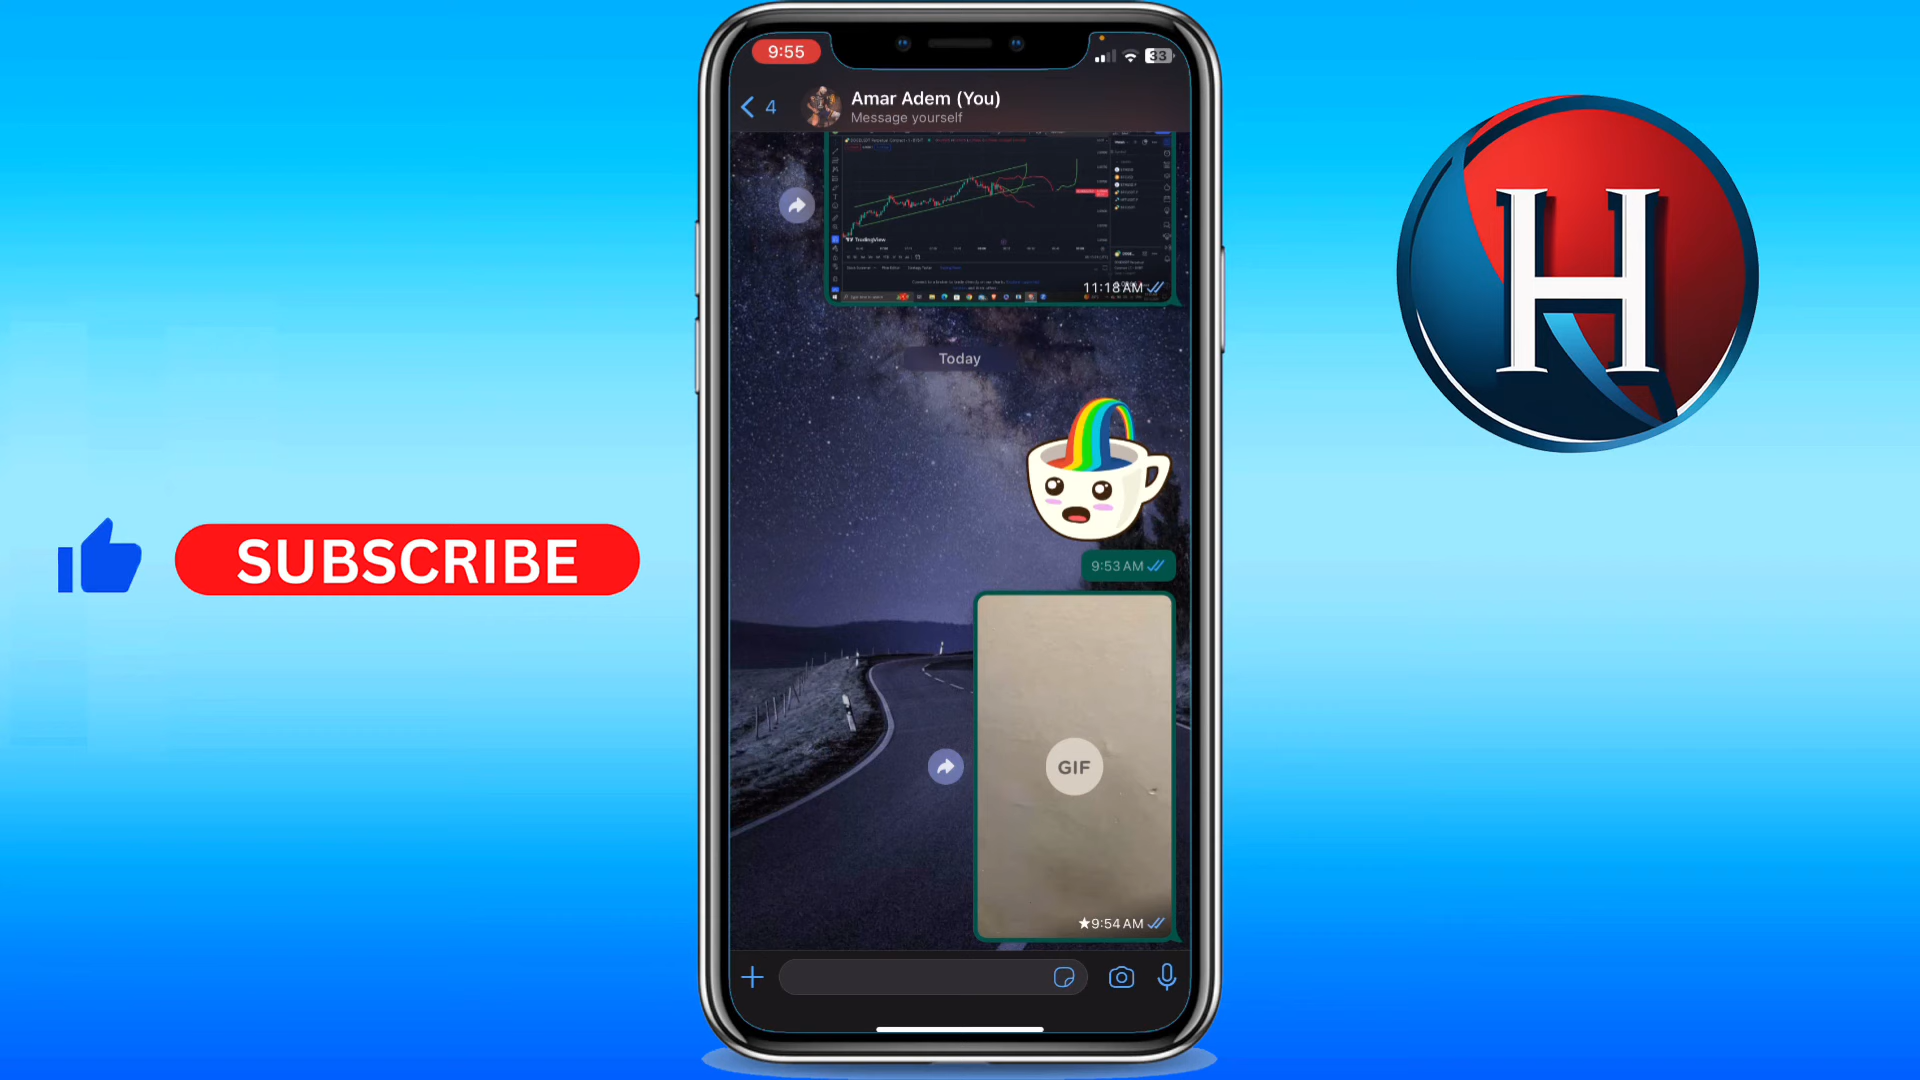 9:55
33
4
Amar Adem (You)
Message yourself
TradingView
11:18 AM
Today
9:53 AM
GIF
9:54 AM
SUBSCRIBE
H